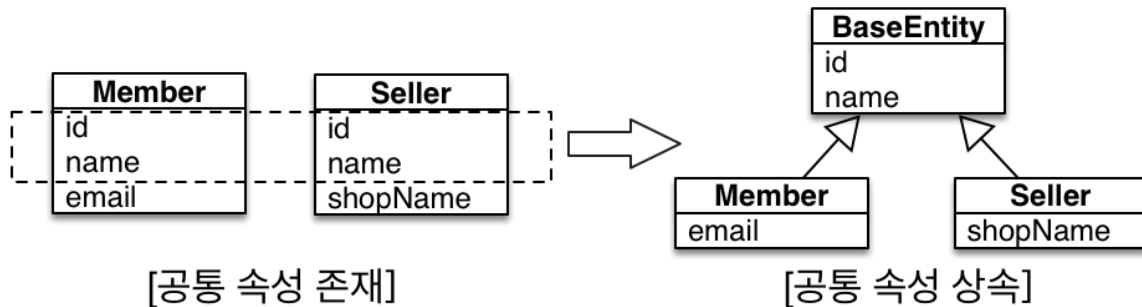 Member
id
name
email
Seller
id
name
shopName
[공통 속성 존재]
BaseEntity
id
name
Member
email
Seller
shopName
[공통 속성 상속]